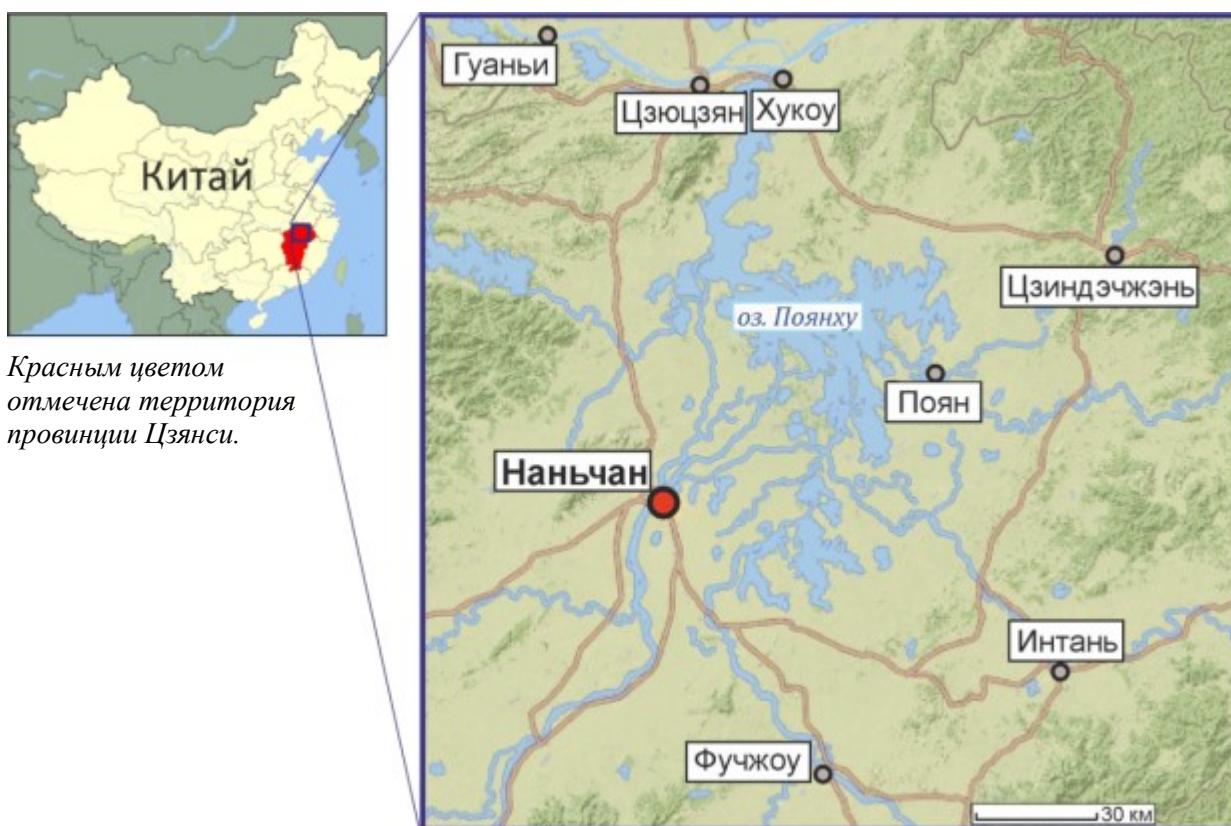 Китай
Красным цветом
отмечена территория
провинции Цзянси.
Гуаньи
Цзюцзян
Хукоу
Цзиндэчжэнь
оз. Поянху
Поян
Наньчан
Интань
Фучжоу
30 км